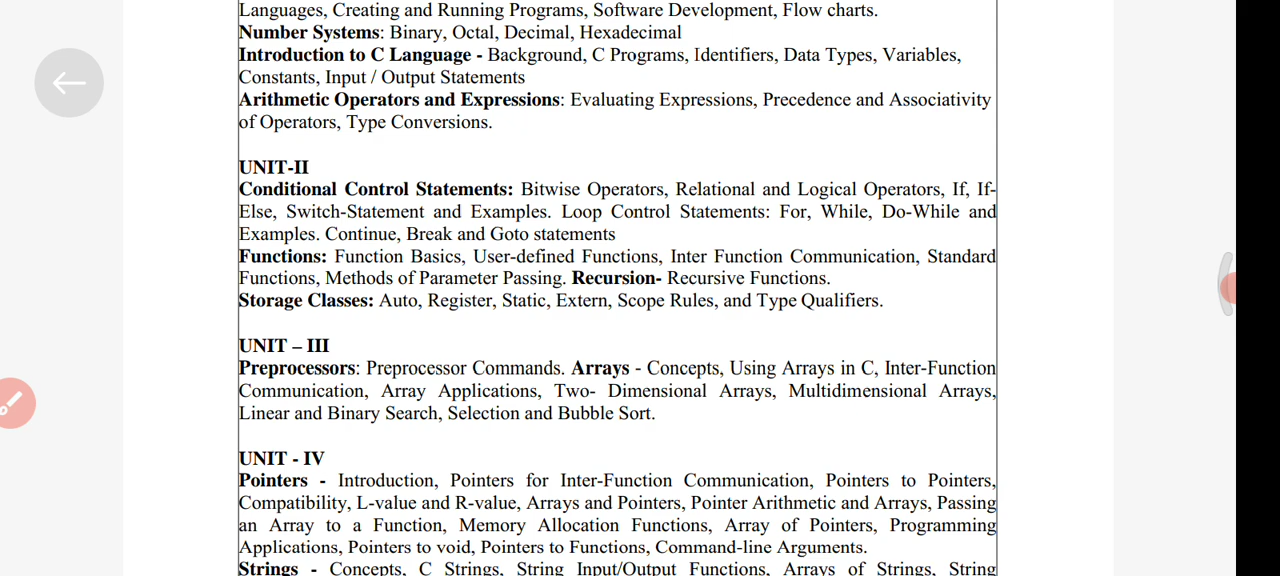 Languages, Creating and Running Programs, Software Development, Flow charts.
Number Systems: Binary, Octal, Decimal, Hexadecimal
Introduction to C Language - Background, C Programs, Identifiers, Data Types, Variables,
Constants, Input / Output Statements
Arithmetic Operators and Expressions: Evaluating Expressions, Precedence and Associativity
of Operators, Type Conversions.
UNIT-II
Conditional Control Statements: Bitwise Operators, Relational and Logical Operators, If, If-
Else, Switch-Statement and Examples. Loop Control Statements: For, While, Do-While and
Examples. Continue, Break and Goto statements
Functions: Function Basics, User-defined Functions, Inter Function Communication, Standard
Functions, Methods of Parameter Passing. Recursion- Recursive Functions.
Storage Classes: Auto, Register, Static, Extern, Scope Rules, and Type Qualifiers.
UNIT – III
Preprocessors: Preprocessor Commands. Arrays - Concepts, Using Arrays in C, Inter-Function
Communication, Array Applications, Two- Dimensional Arrays, Multidimensional Arrays,
Linear and Binary Search, Selection and Bubble Sort.
UNIT - IV
Pointers - Introduction, Pointers for Inter-Function Communication, Pointers to Pointers,
Compatibility, L-value and R-value, Arrays and Pointers, Pointer Arithmetic and Arrays, Passing
an Array to a Function, Memory Allocation Functions, Array of Pointers, Programming
Applications, Pointers to void, Pointers to Functions, Command-line Arguments.
Strings - Concepts, C Strings, String Input/Output Functions, Arrays of Strings, String